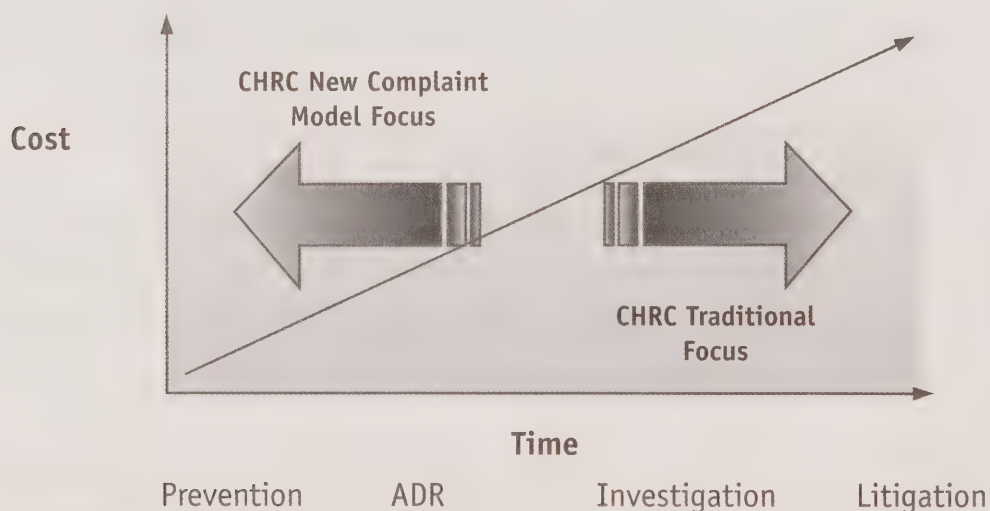 CHRC New Complaint
Model Focus
Cost
CHRC Traditional
Focus
Time
Prevention ADR Investigation Litigation